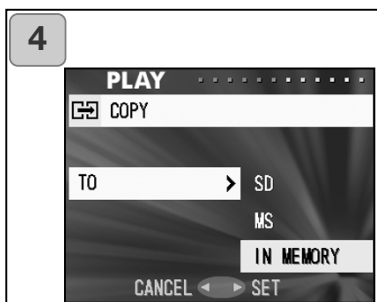 4
PLAY
COPY
TO > SD
MS
IN MEMORY
CANCEL ◄ ► SET